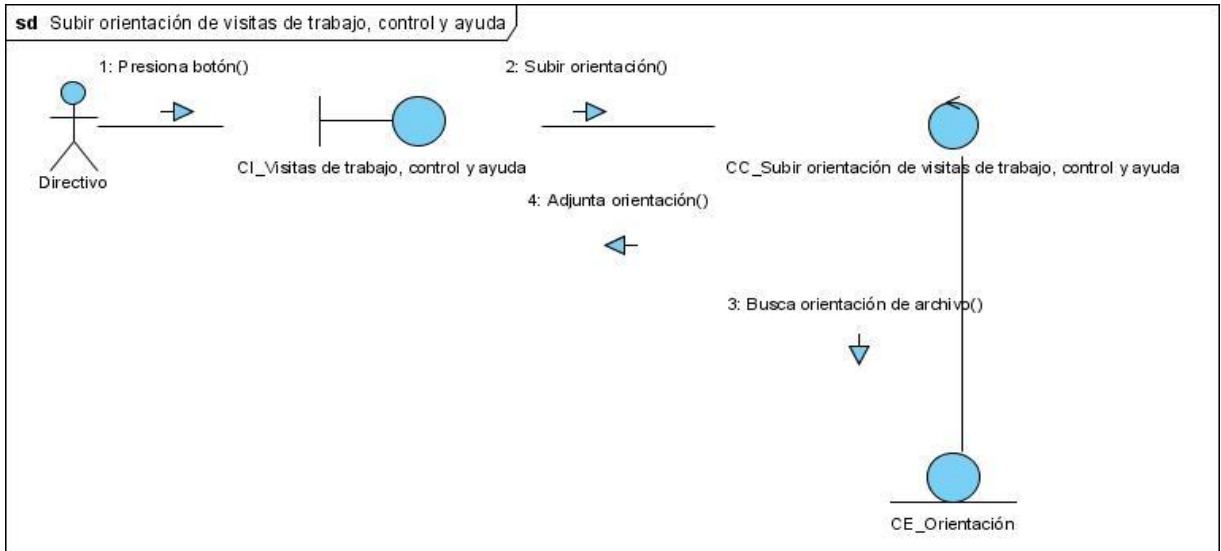 sd Subir orientación de visitas de trabajo, control y ayuda
1: Presiona botón()
2: Subir orientación()
Directivo
CI_Visitas de trabajo, control y ayuda
CC_Subir orientación de visitas de trabajo, control y ayuda
4: Adjunta orientación()
3: Busca orientación de archivo()
CE_Orientación